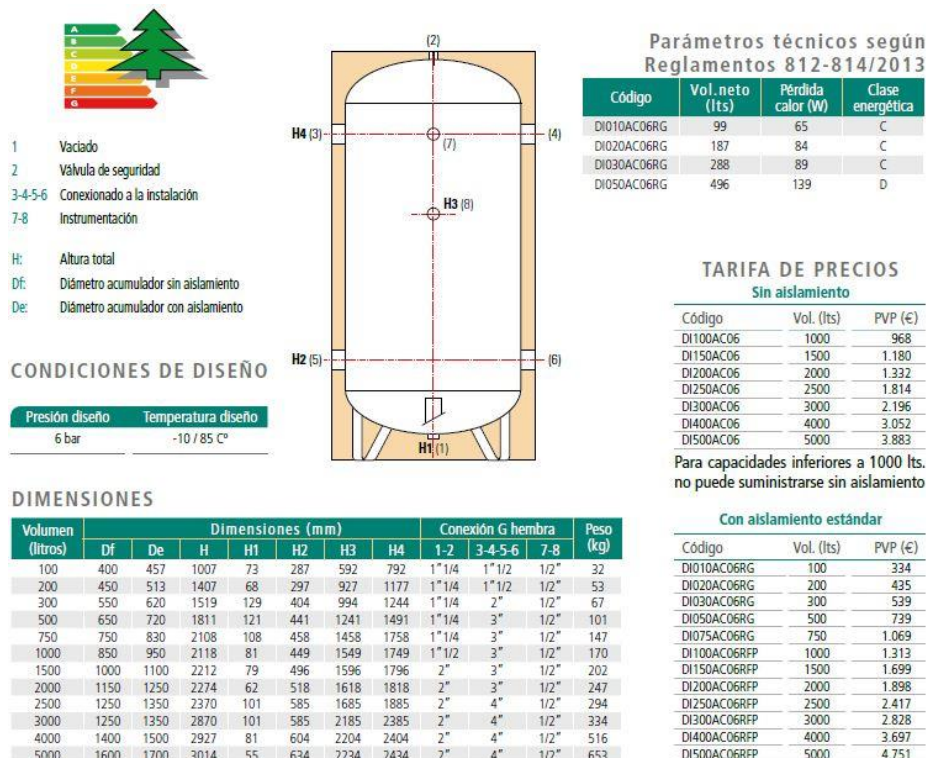 A
B
C
D
E
F
G
1 Vaciado
2 Válvula de seguridad
3-4-5-6 Conexionado a la instalación
7-8 Instrumentación
H: Altura total
Df: Diámetro acumulador sin aislamiento
De: Diámetro acumulador con aislamiento
CONDICIONES DE DISEÑO
Presión diseño Temperatura diseño
6 bar -10 / 85 Cº
(2)
H4 (3) (4)
(7)
H3 (8)
H2 (5) (6)
H1 (1)
Parámetros técnicos según
Reglamentos 812-814/2013
Código Vol.neto (lts) Pérdida calor (W) Clase energética
DI010AC06RG 99 65 C
DI020AC06RG 187 84 C
DI030AC06RG 288 89 C
DI050AC06RG 496 139 D
TARIFA DE PRECIOS
Sin aislamiento
Código Vol. (lts) PVP (€)
DI100AC06 1000 968
DI150AC06 1500 1.180
DI200AC06 2000 1.332
DI250AC06 2500 1.814
DI300AC06 3000 2.196
DI400AC06 4000 3.052
DI500AC06 5000 3.883
Para capacidades inferiores a 1000 lts.
no puede suministrarse sin aislamiento
Con aislamiento estándar
Código Vol. (lts) PVP (€)
DI010AC06RG 100 334
DI020AC06RG 200 435
DI030AC06RG 300 539
DI050AC06RG 500 739
DI075AC06RG 750 1.069
DI100AC06RFP 1000 1.313
DI150AC06RFP 1500 1.699
DI200AC06RFP 2000 1.898
DI250AC06RFP 2500 2.417
DI300AC06RFP 3000 2.828
DI400AC06RFP 4000 3.697
DI500AC06RFP 5000 4.751
DIMENSIONES
Volumen (litros) Dimensiones (mm) Conexión G hembra Peso (kg)
Df De H H1 H2 H3 H4 1-2 3-4-5-6 7-8
100 400 457 1007 73 287 592 792 1"1/4 1"1/2 1/2" 32
200 450 513 1407 68 297 927 1177 1"1/4 1"1/2 1/2" 53
300 550 620 1519 129 404 994 1244 1"1/4 2" 1/2" 67
500 650 720 1811 121 441 1241 1491 1"1/4 3" 1/2" 101
750 750 830 2108 108 458 1458 1758 1"1/4 3" 1/2" 147
1000 850 950 2118 81 449 1549 1749 1"1/2 3" 1/2" 170
1500 1000 1100 2212 79 496 1596 1796 2" 3" 1/2" 202
2000 1150 1250 2274 62 518 1618 1818 2" 3" 1/2" 247
2500 1250 1350 2370 101 585 1685 1885 2" 4" 1/2" 294
3000 1250 1350 2870 101 585 2185 2385 2" 4" 1/2" 334
4000 1400 1500 2927 81 604 2204 2404 2" 4" 1/2" 516
5000 1600 1700 3014 55 634 2234 2434 2" 4" 1/2" 653